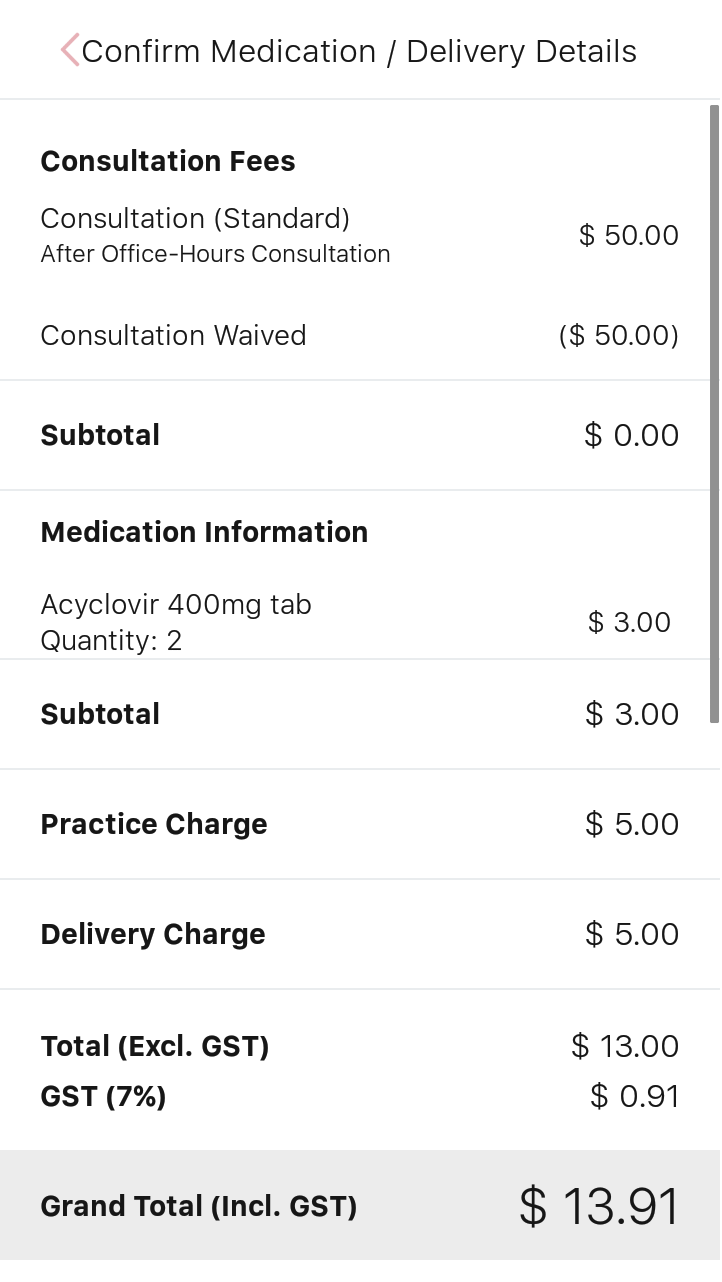 Confirm Medication / Delivery Details
Consultation Fees
Consultation (Standard)
After Office-Hours Consultation
$ 50.00
Consultation Waived ($ 50.00)
Subtotal $ 0.00
Medication Information
Acyclovir 400mg tab
Quantity: 2
$ 3.00
Subtotal $ 3.00
Practice Charge $ 5.00
Delivery Charge $ 5.00
Total (Excl. GST) $ 13.00
GST (7%) $ 0.91
Grand Total (Incl. GST) $ 13.91